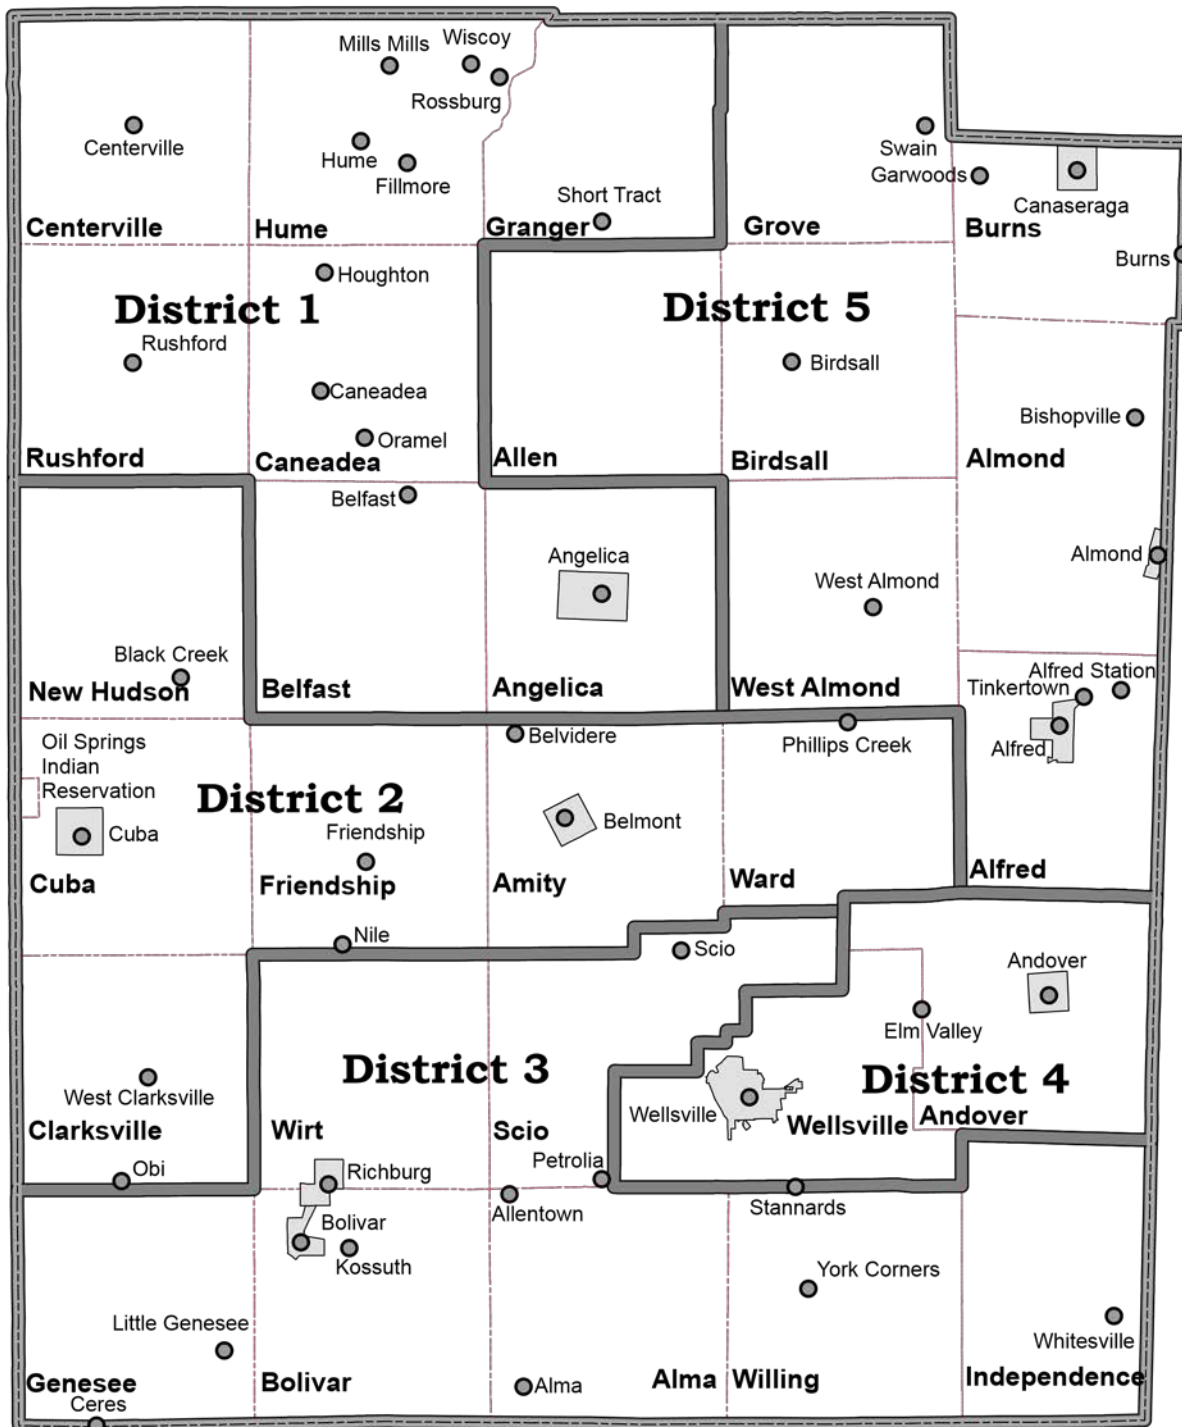 Mills Mills
Wiscoy
Rossburg
Centerville
Hume
Fillmore
Swain
Garwoods
Canaseraga
Short Tract
Centerville
Hume
Granger
Grove
Burns
Burns
Houghton
District 1
District 5
Rushford
Birdsall
Caneadea
Bishopville
Oramel
Rushford
Caneadea
Allen
Birdsall
Almond
Belfast
Angelica
Almond
West Almond
Black Creek
New Hudson
Belfast
Angelica
West Almond
Alfred Station
Tinkertown
Alfred
Oil Springs
Indian
Reservation
Belvidere
Phillips Creek
District 2
Cuba
Friendship
Belmont
Cuba
Friendship
Amity
Ward
Alfred
Nile
Scio
Andover
Elm Valley
District 3
District 4
West Clarksville
Wellsville
Clarksville
Wirt
Scio
Wellsville
Andover
Obi
Richburg
Petrolia
Allentown
Stannards
Bolivar
Kossuth
York Corners
Little Genesee
Whitesville
Genesee
Bolivar
Alma
Alma
Willing
Independence
Ceres